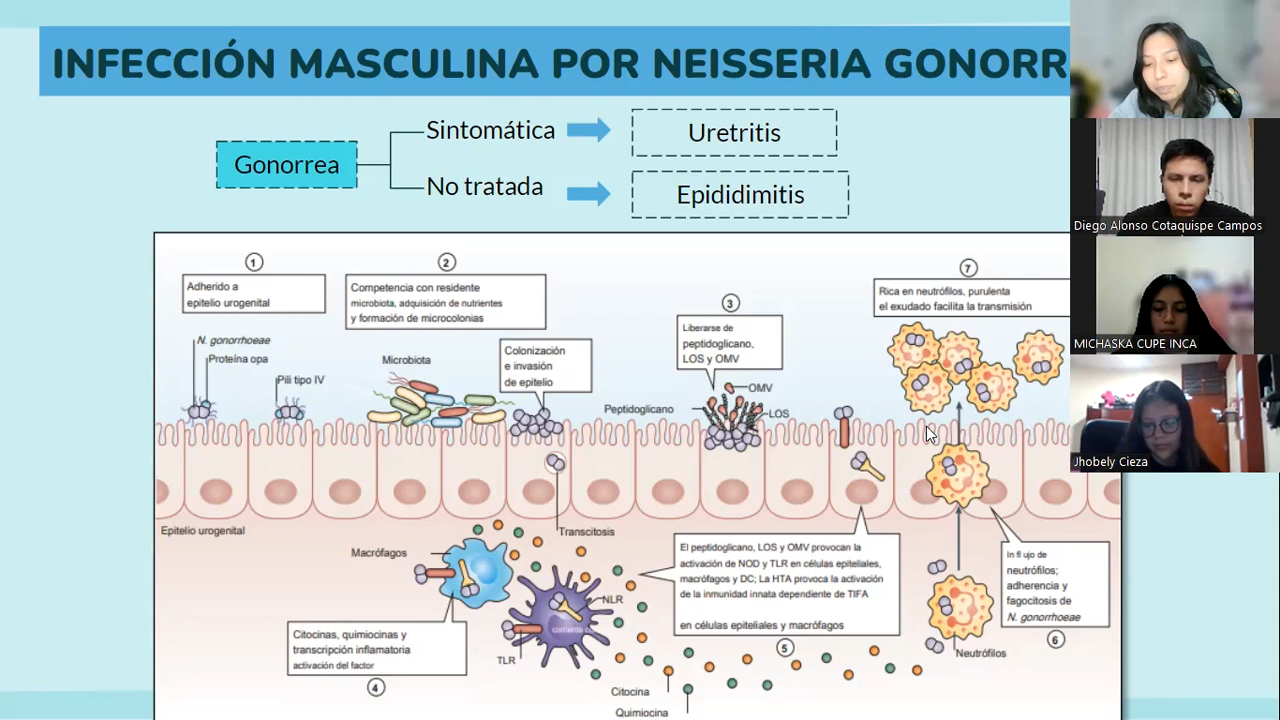 INFECCIÓN MASCULINA POR NEISSERIA GONORR
Gonorrea
Sintomática
Uretritis
No tratada
Epididimitis
Diego Alonso Cotaquispe Campos
MICHASKA CUPE INCA
Jhobely Cieza
1
Adherido a
epitelio urogenital
N. gonorrhoeae
Proteína opa
Pili tipo IV
2
Competencia con residente
microbiota, adquisición de nutrientes
y formación de microcolonias
Microbiota
Colonización
e invasión
de epitelio
3
Liberarse de
peptidoglicano,
LOS y OMV
OMV
Peptidoglicano
LOS
7
Rica en neutrófilos, purulenta
el exudado facilita la transmisión
Epitelio urogenital
Transcitosis
Macrófagos
NLR
TLR
Citocinas, quimiocinas y
transcripción inflamatoria
activación del factor
4
El peptidoglicano, LOS y OMV provocan la
activación de NOD y TLR en células epiteliales,
macrófagos y DC; La HTA provoca la activación
de la inmunidad innata dependiente de TIFA
en células epiteliales y macrófagos
5
Citocina
Quimiocina
In fl ujo de
neutrófilos;
adherencia y
fagocitosis de
N. gonorrhoeae
6
Neutrófilos